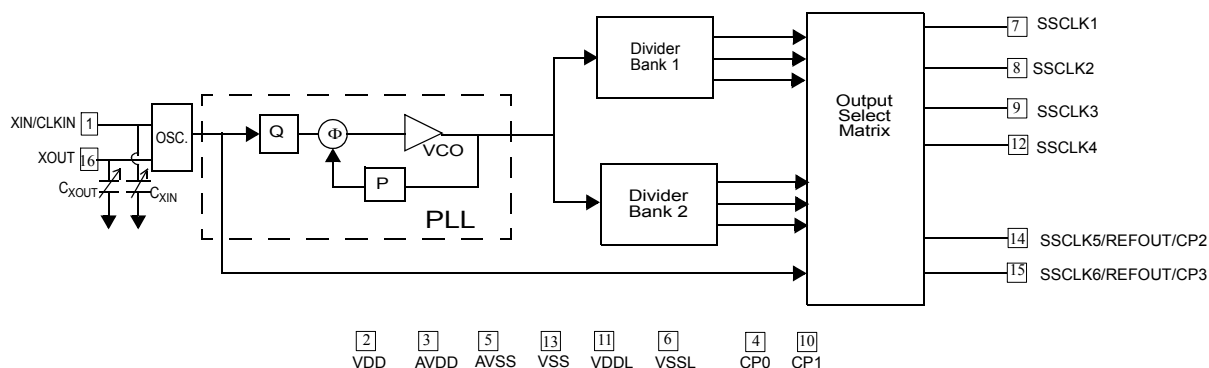 7 SSCLK1
8 SSCLK2
9 SSCLK3
12 SSCLK4
14 SSCLK5/REFOUT/CP2
15 SSCLK6/REFOUT/CP3
Divider
Bank 1
Divider
Bank 2
Output
Select
Matrix
XIN/CLKIN 1
XOUT 16
OSC.
CXOUT
CXIN
Q
Φ
VCO
P
PLL
2 3 5 13 11 6 4 10
VDD AVDD AVSS VSS VDDL VSSL CP0 CP1